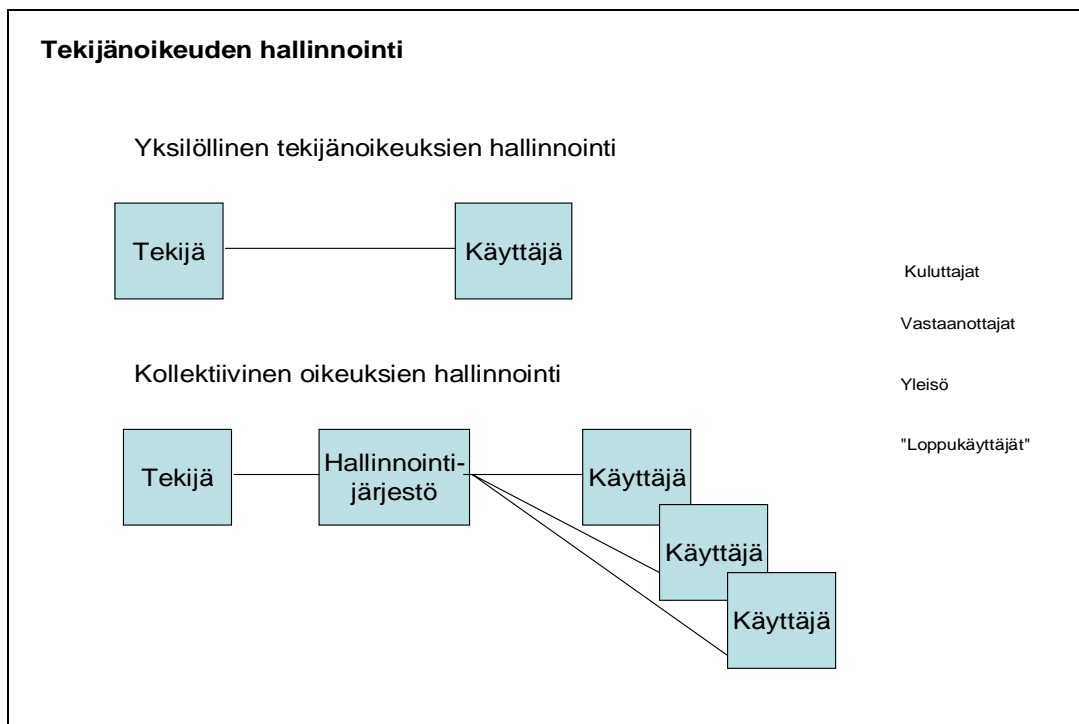 Tekijänoikeuden hallinnointi
Yksilöllinen tekijänoikeuksien hallinnointi
Tekijä
Käyttäjä
Kuluttajat
Vastaanottajat
Kollektiivinen oikeuksien hallinnointi
Yleisö
Tekijä
Hallinnointi-
järjestö
Käyttäjä
"Loppukäyttäjät"
Käyttäjä
Käyttäjä